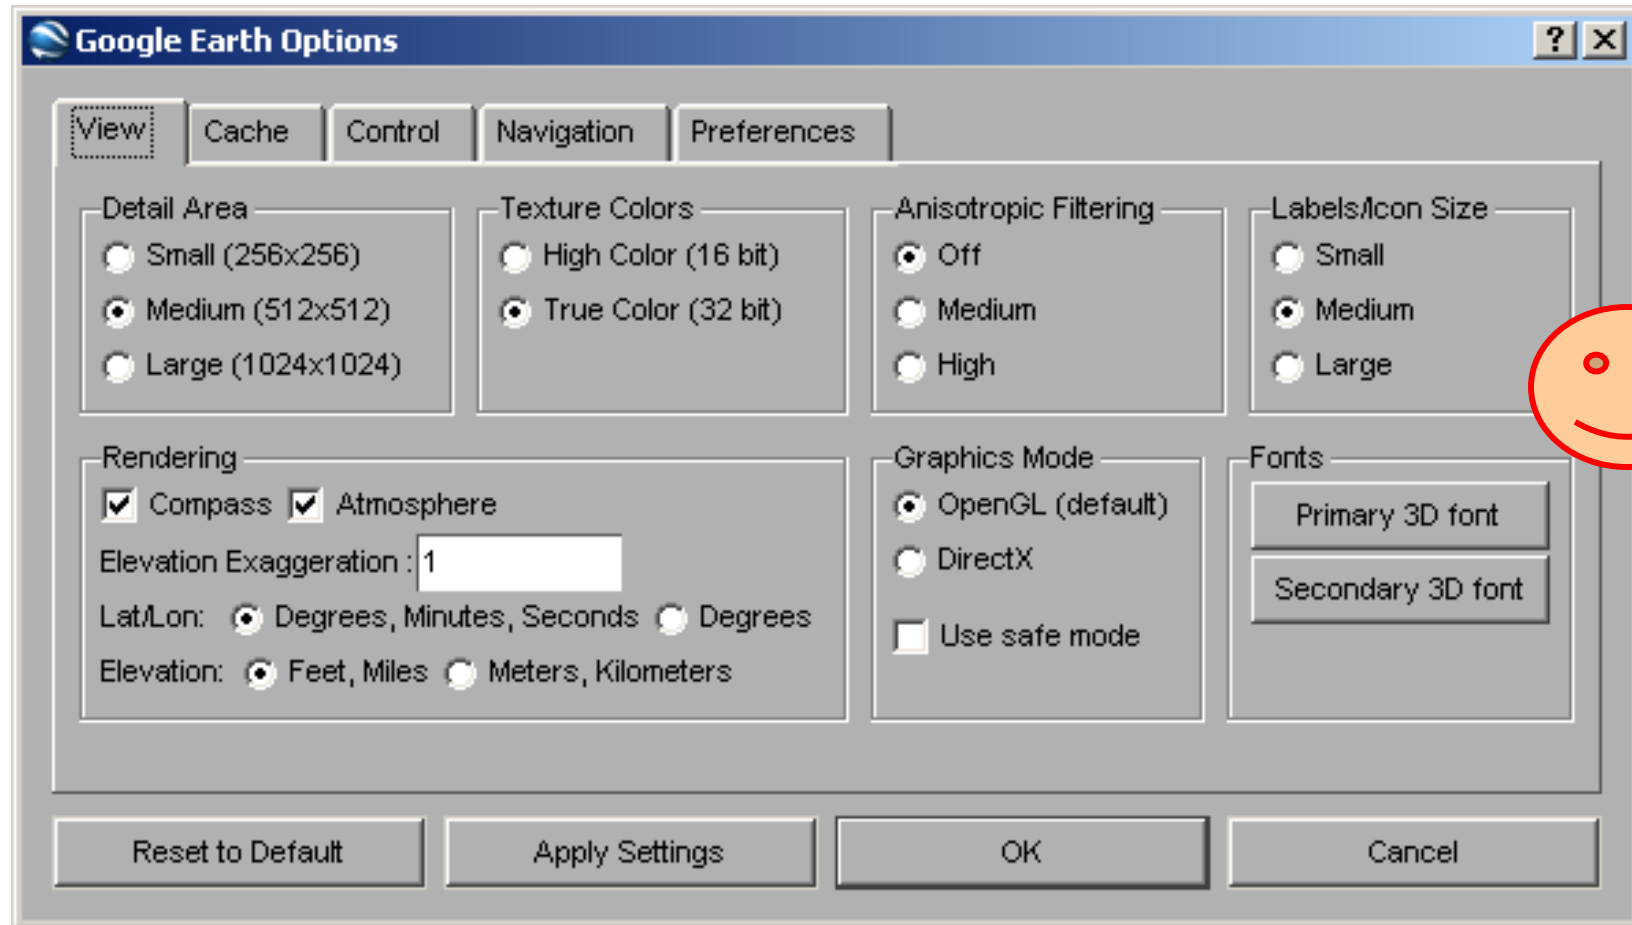 Google Earth Options
View Cache Control Navigation Preferences
Detail Area
Small (256x256)
Medium (512x512)
Large (1024x1024)
Texture Colors
High Color (16 bit)
True Color (32 bit)
Anisotropic Filtering
Off
Medium
High
Labels/Icon Size
Small
Medium
Large
Rendering
Compass Atmosphere
Elevation Exaggeration : 1
Lat/Lon: Degrees, Minutes, Seconds Degrees
Elevation: Feet, Miles Meters, Kilometers
Graphics Mode
OpenGL (default)
DirectX
Use safe mode
Fonts
Primary 3D font
Secondary 3D font
Reset to Default Apply Settings OK Cancel